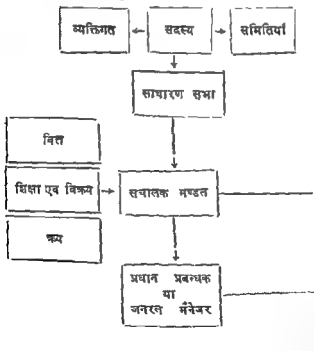 व्यक्तिगत सदस्य समितियाँ
साधारण सभा
वित्त
शिक्षा एव विक्रय संचालक मण्डल
क्रय
प्रधान प्रबन्धक
या
जनरल मैनेजर